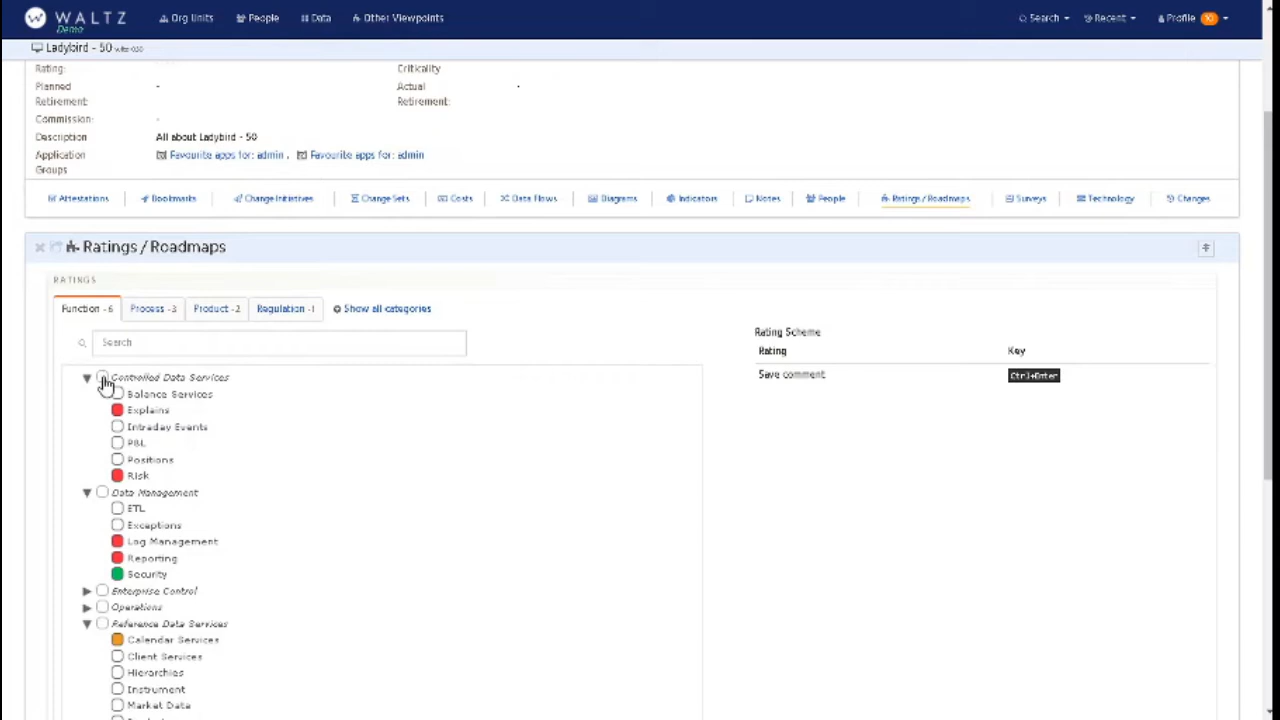 WALTZ Org Units People Data Other Viewpoints Search Recent Profile 10
Demo
Ladybird - 50
Rating: Criticality
Planned - Actual -
Retirement: Retirement:
Commission: -
Description All about Ladybird - 50
Application Favourite apps for: admin , Favourite apps for: admin
Groups
Attestations Bookmarks Change Initiatives Change Sets Costs Data Flows Diagrams Indicators Notes People Ratings / Roadmaps Surveys Technology Changes
Ratings / Roadmaps
RATINGS
Function - 6 Process - 3 Product - 2 Regulation - 1 Show all categories
Rating Scheme
Search
Rating Key
Save comment Ctrl+Enter
Controlled Data Services
Balance Services
Explains
Intraday Events
P&L
Positions
Risk
Data Management
ETL
Exceptions
Log Management
Reporting
Security
Enterprise Control
Operations
Reference Data Services
Calendar Services
Client Services
Hierarchies
Instrument
Market Data